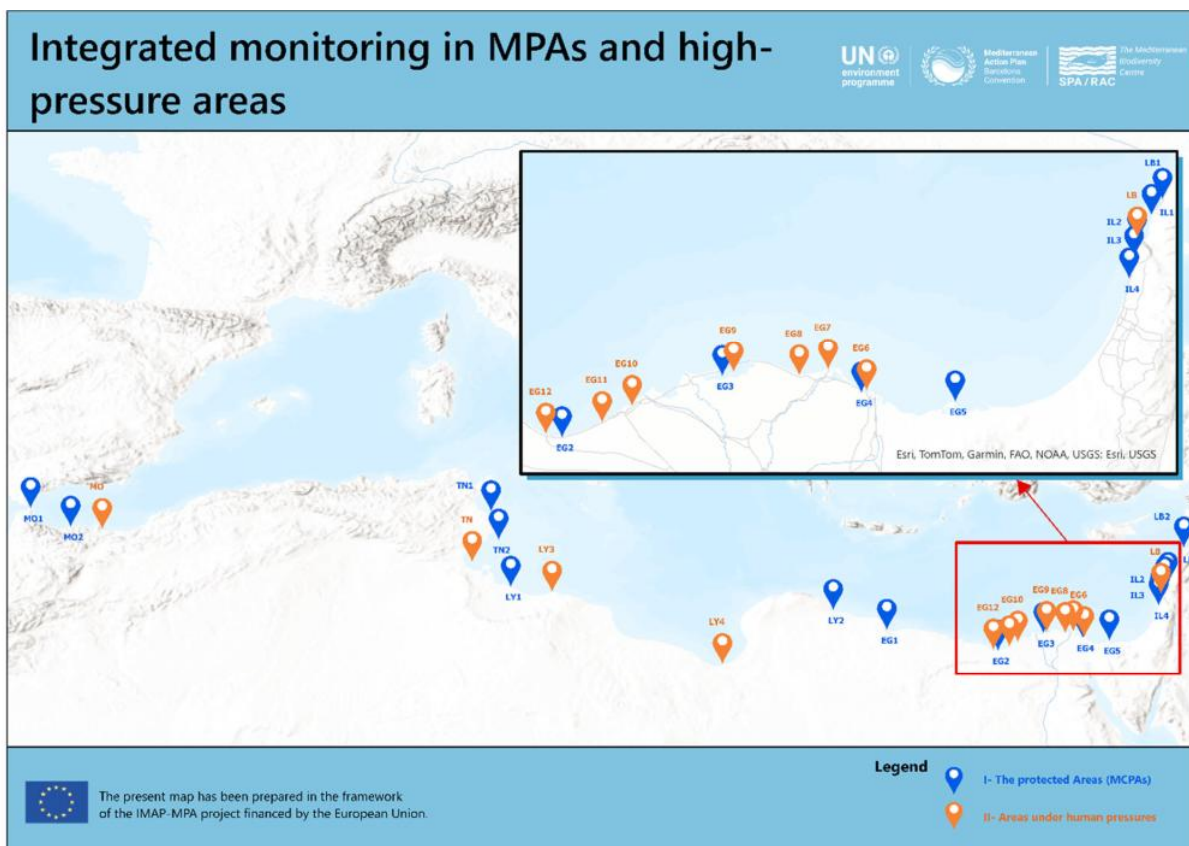 Integrated monitoring in MPAs and high-
pressure areas
UN
environment
programme
Mediterranean
Action Plan
Barcelona
Convention
SPA/RAC
The Mediterranean
Biodiversity
Centre
LB1
LB
IL1
IL2
IL3
IL4
EG9
EG8
EG7
EG6
EG10
EG3
EG11
EG4
EG5
EG12
EG2
Esri, TomTom, Garmin, FAO, NOAA, USGS; Esri, USGS
MO
TN1
MO1
MO2
TN
TN2
LY3
LY1
LB2
LB
IL2
IL3
IL4
LY4
LY2
EG1
EG9
EG8
EG6
EG10
EG12
EG3
EG4
EG5
EG2
Legend
I- The protected Areas (MCPAs)
II- Areas under human pressures
The present map has been prepared in the framework
of the IMAP-MPA project financed by the European Union.